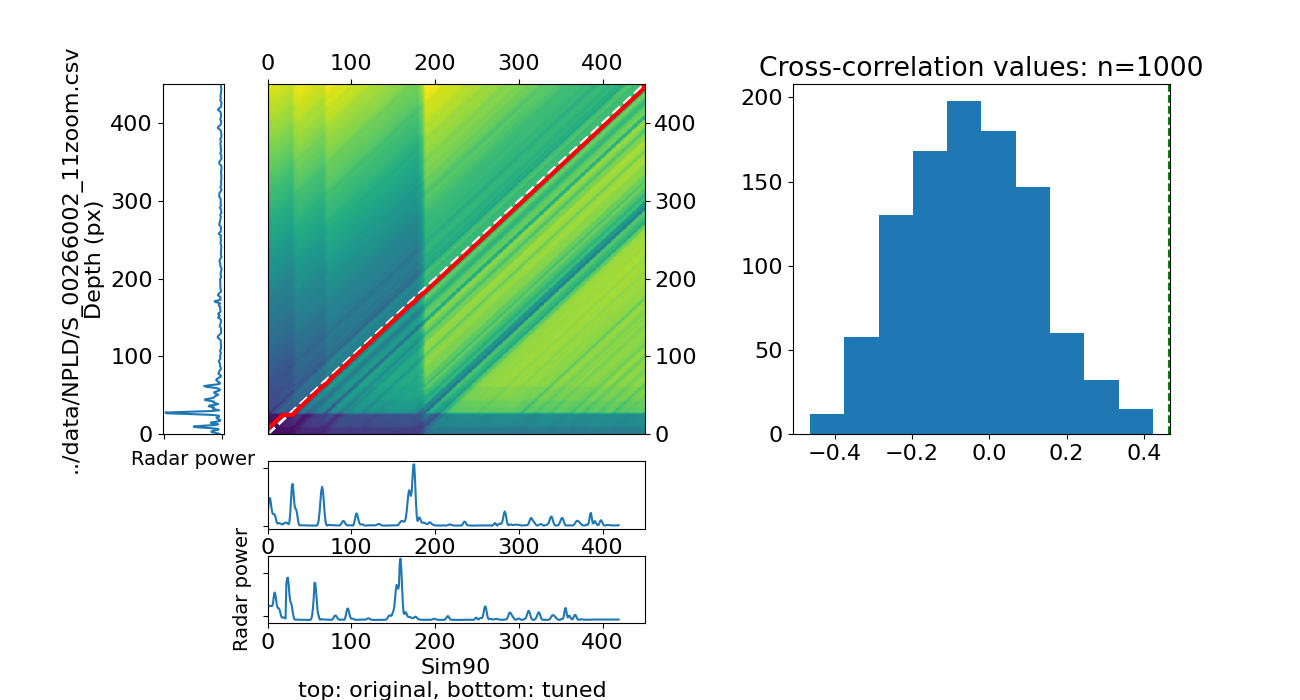 ../data/NPLD/S_00266002_11zoom.csv
Depth (px)
400
300
200
100
0
Radar power
0 100 200 300 400
400
300
200
100
0
0 100 200 300 400
Radar power
0 100 200 300 400
Sim90
top: original, bottom: tuned
Cross-correlation values: n=1000
200
150
100
50
0
−0.4 −0.2 0.0 0.2 0.4